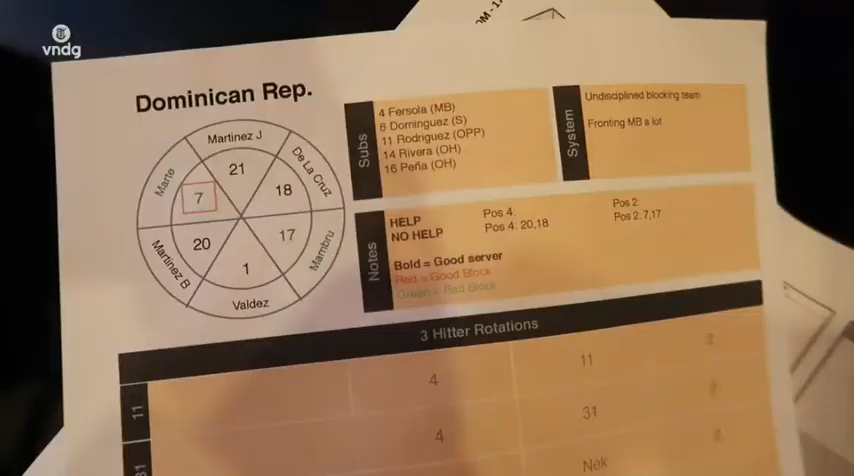 vndg
Dominican Rep.
Martinez J
De La Cruz
Mambru
Valdez
Martinez B
Marte
21
18
17
1
20
7
Subs
4 Fersola (MB)
6 Dominguez (S)
11 Rodriguez (OPP)
14 Rivera (OH)
16 Peña (OH)
System
Undisciplined blocking team
Fronting MB a lot
Notes
HELP Pos 4: Pos 2:
NO HELP Pos 4: 20,18 Pos 2: 7,17
Bold = Good server
Red = Good Block
Green = Bad Block
3 Hitter Rotations
11 4 11
31 4 31
Nek